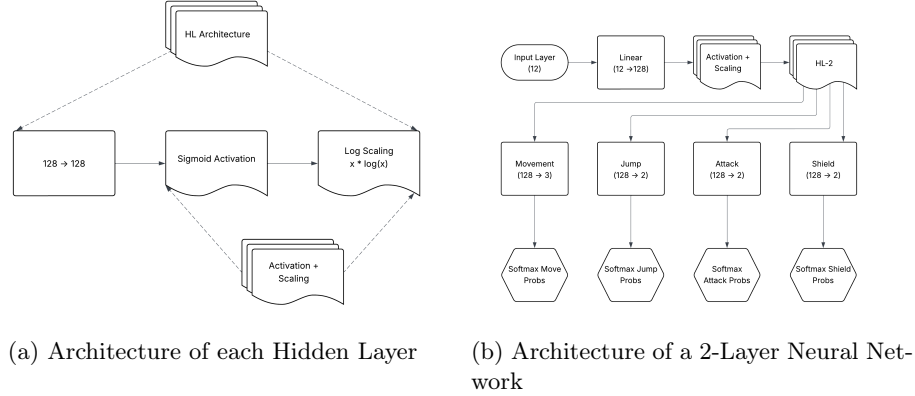 HL Architecture
128 → 128
Sigmoid Activation
Log Scaling
x * log(x)
Activation +
Scaling
(a) Architecture of each Hidden Layer
Input Layer
(12)
Linear
(12 →128)
Activation +
Scaling
HL-2
Movement
(128 → 3)
Jump
(128 → 2)
Attack
(128 → 2)
Shield
(128 → 2)
Softmax Move
Probs
Softmax Jump
Probs
Softmax
Attack Probs
Softmax Shield
Probs
(b) Architecture of a 2-Layer Neural Net-
work